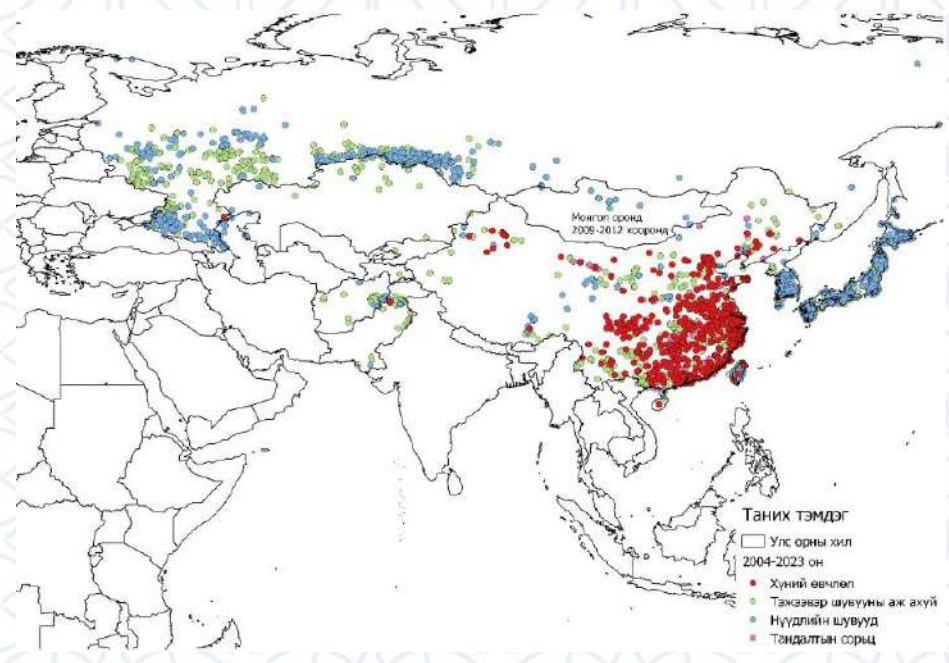 Монгол оронд
2009-2012 хооронд
Таних тэмдэг
Улс орны хил
2004-2023 он
Хүний өвчлөл
Тэжээвэр шувууны аж ахуй
Нүүдлийн шувууд
Тандалтын сорьц